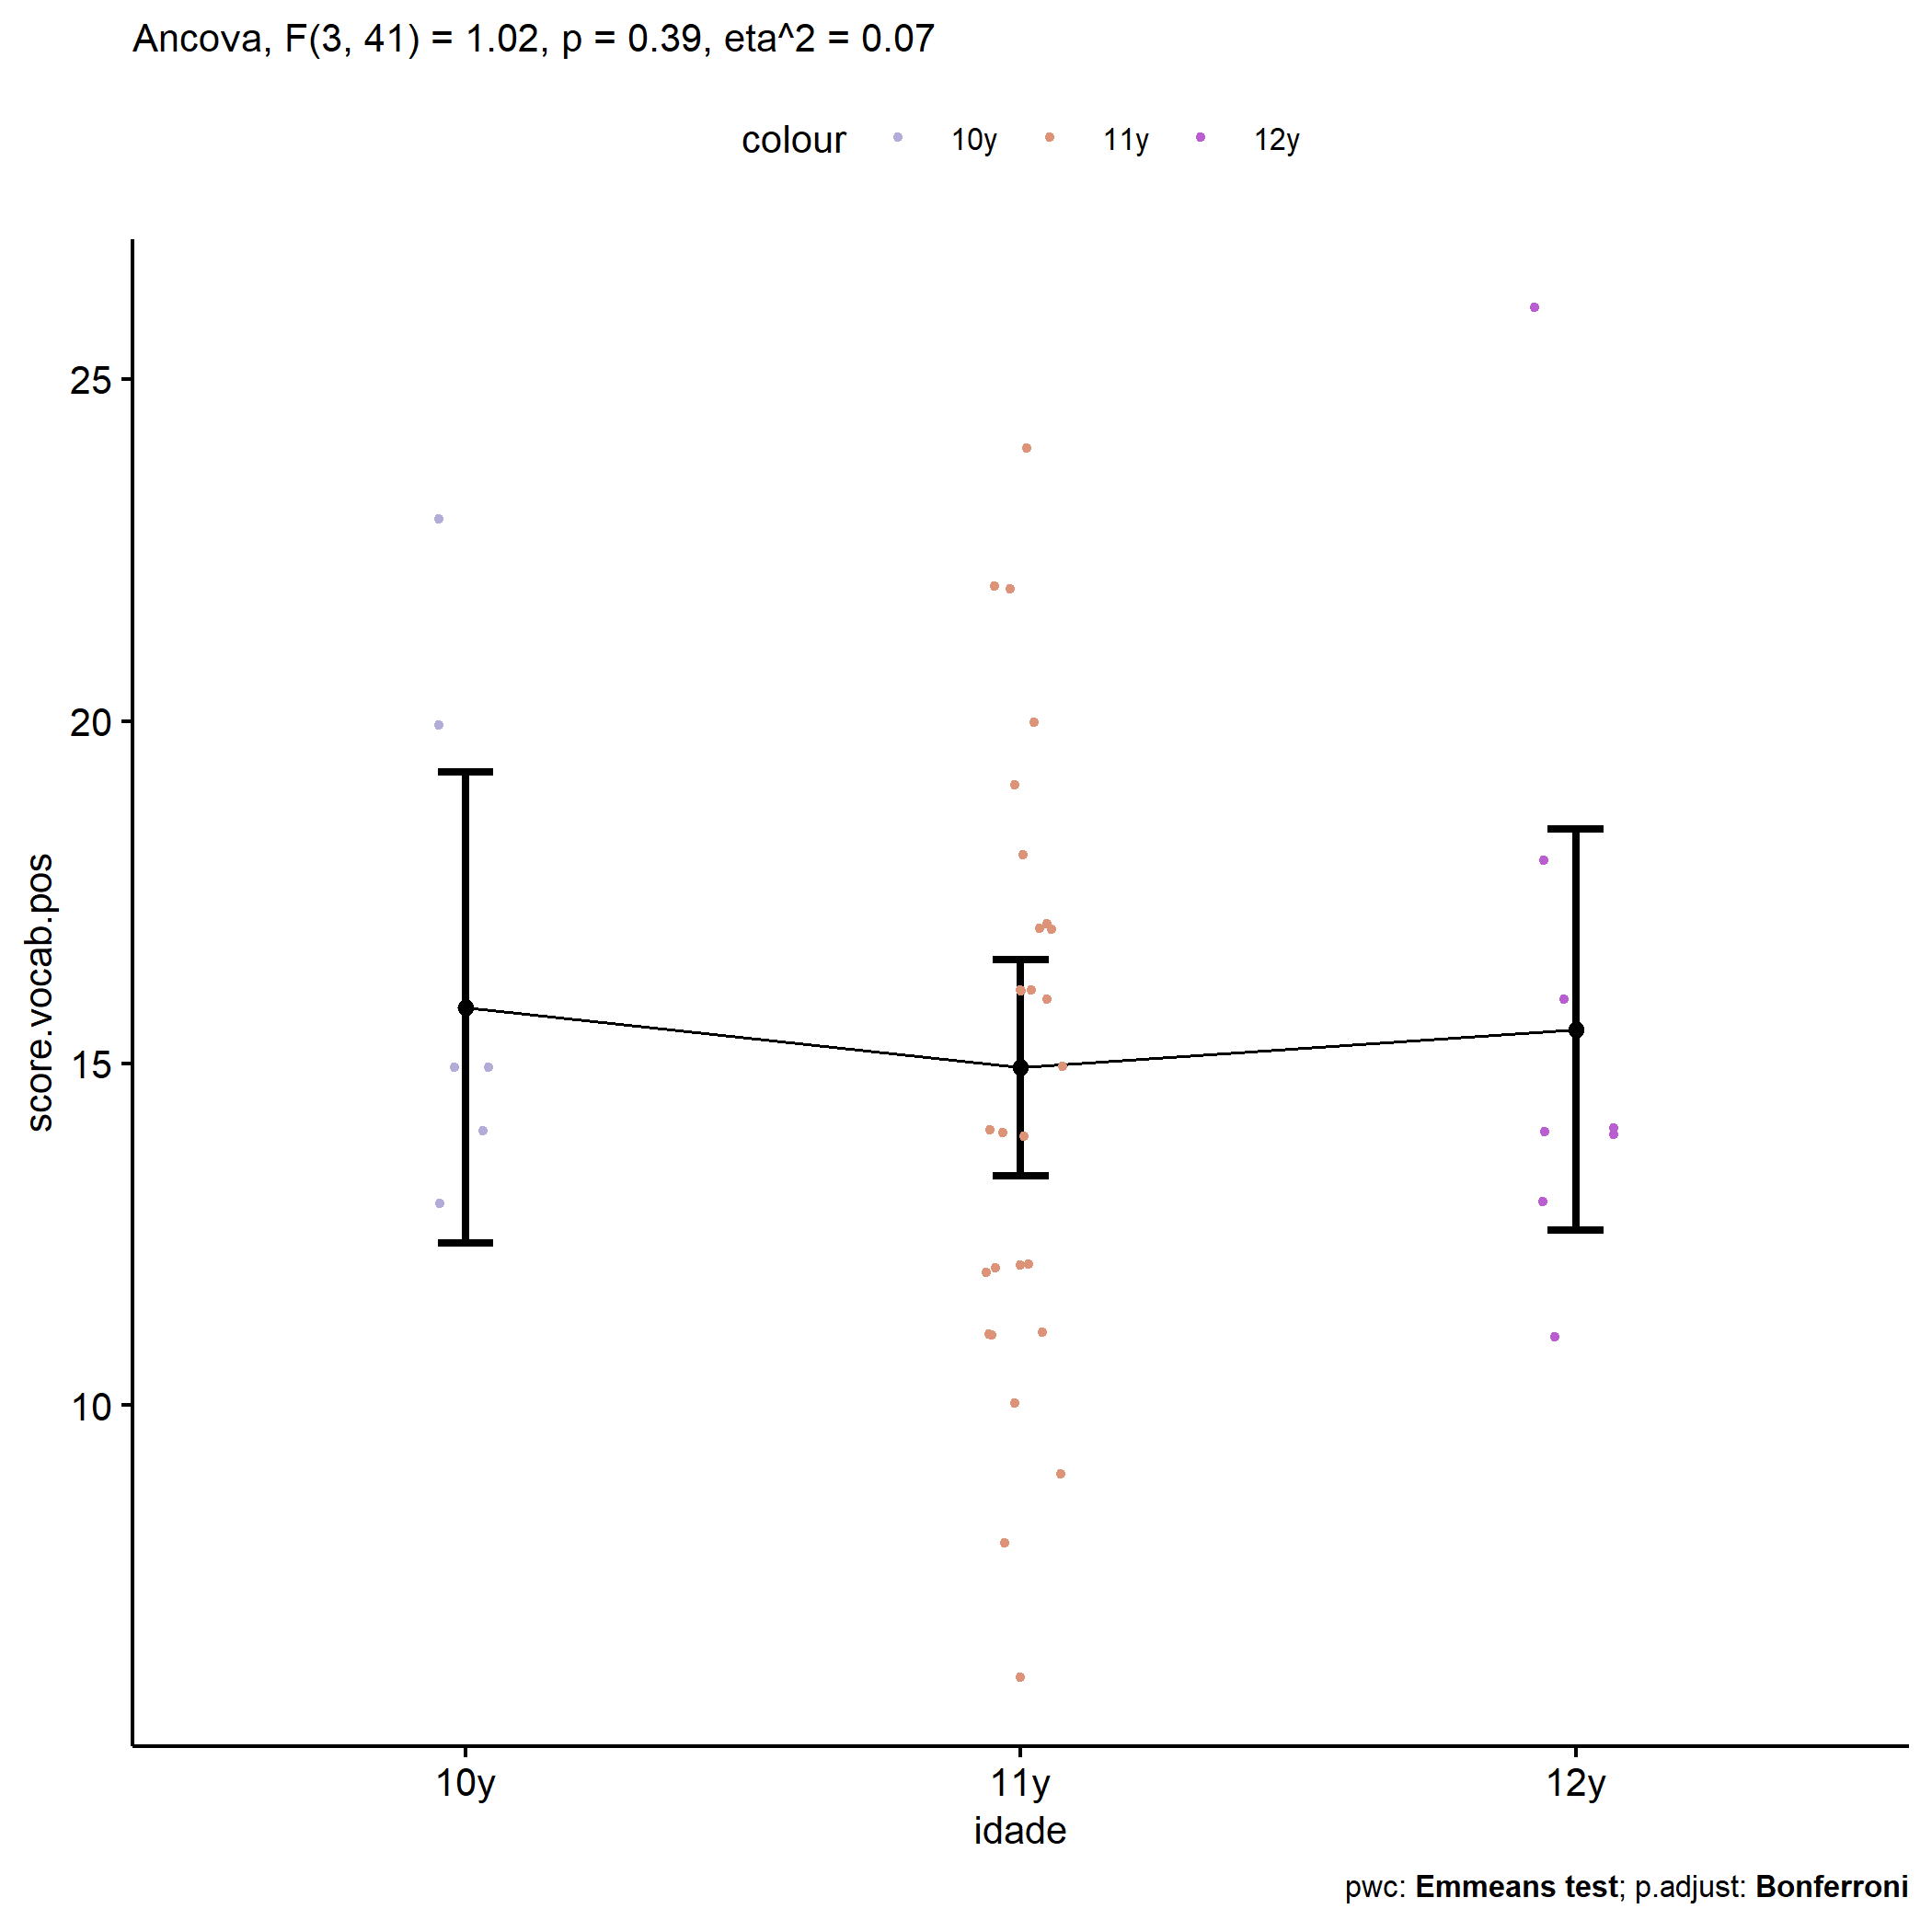 Ancova, F(3, 41) = 1.02, p = 0.39, eta^2 = 0.07
colour 10y 11y 12y
score.vocab.pos
25
20
15
10
10y 11y 12y
idade
pwc: Emmeans test; p.adjust: Bonferroni